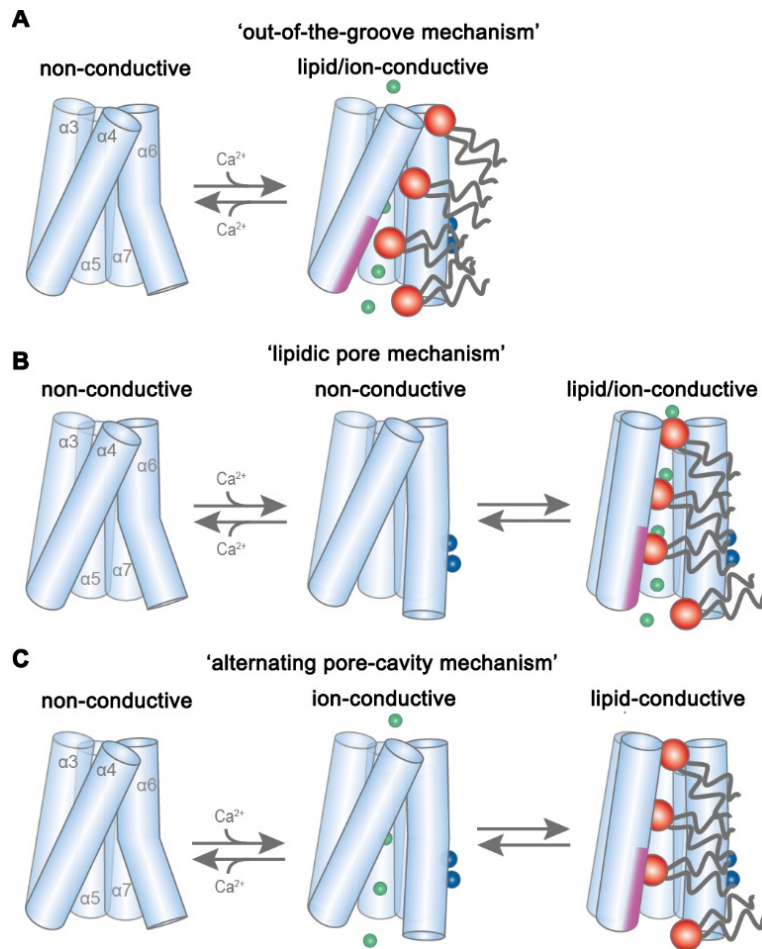 A
'out-of-the-groove mechanism'
non-conductive
lipid/ion-conductive
α3
α4
α6
α5
α7
Ca²⁺
Ca²⁺
B
'lipidic pore mechanism'
non-conductive
non-conductive
lipid/ion-conductive
α3
α4
α6
α5
α7
Ca²⁺
Ca²⁺
C
'alternating pore-cavity mechanism'
non-conductive
ion-conductive
lipid-conductive
α3
α4
α6
α5
α7
Ca²⁺
Ca²⁺